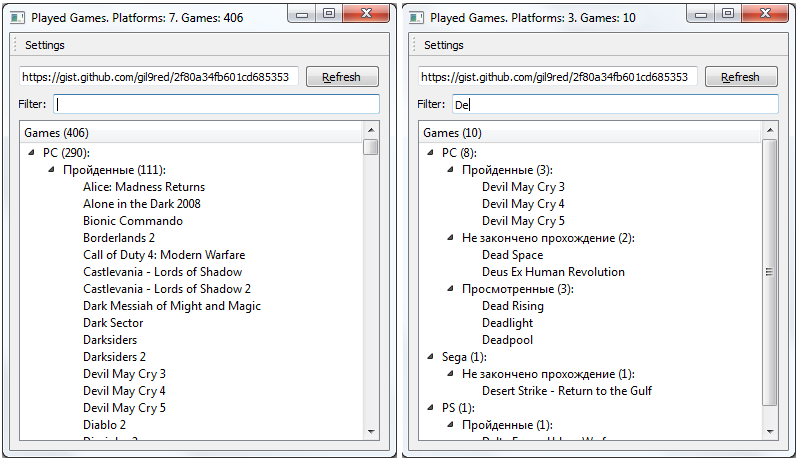 Played Games. Platforms: 7. Games: 406
Settings
https://gist.github.com/gil9red/2f80a34fb601cd685353
Refresh
Filter:
Games (406)
PC (290):
Пройденные (111):
Alice: Madness Returns
Alone in the Dark 2008
Bionic Commando
Borderlands 2
Call of Duty 4: Modern Warfare
Castlevania - Lords of Shadow
Castlevania - Lords of Shadow 2
Dark Messiah of Might and Magic
Dark Sector
Darksiders
Darksiders 2
Devil May Cry 3
Devil May Cry 4
Devil May Cry 5
Diablo 2
Played Games. Platforms: 3. Games: 10
Settings
https://gist.github.com/gil9red/2f80a34fb601cd685353
Refresh
Filter: De
Games (10)
PC (8):
Пройденные (3):
Devil May Cry 3
Devil May Cry 4
Devil May Cry 5
Не закончено прохождение (2):
Dead Space
Deus Ex Human Revolution
Просмотренные (3):
Dead Rising
Deadlight
Deadpool
Sega (1):
Не закончено прохождение (1):
Desert Strike - Return to the Gulf
PS (1):
Пройденные (1):